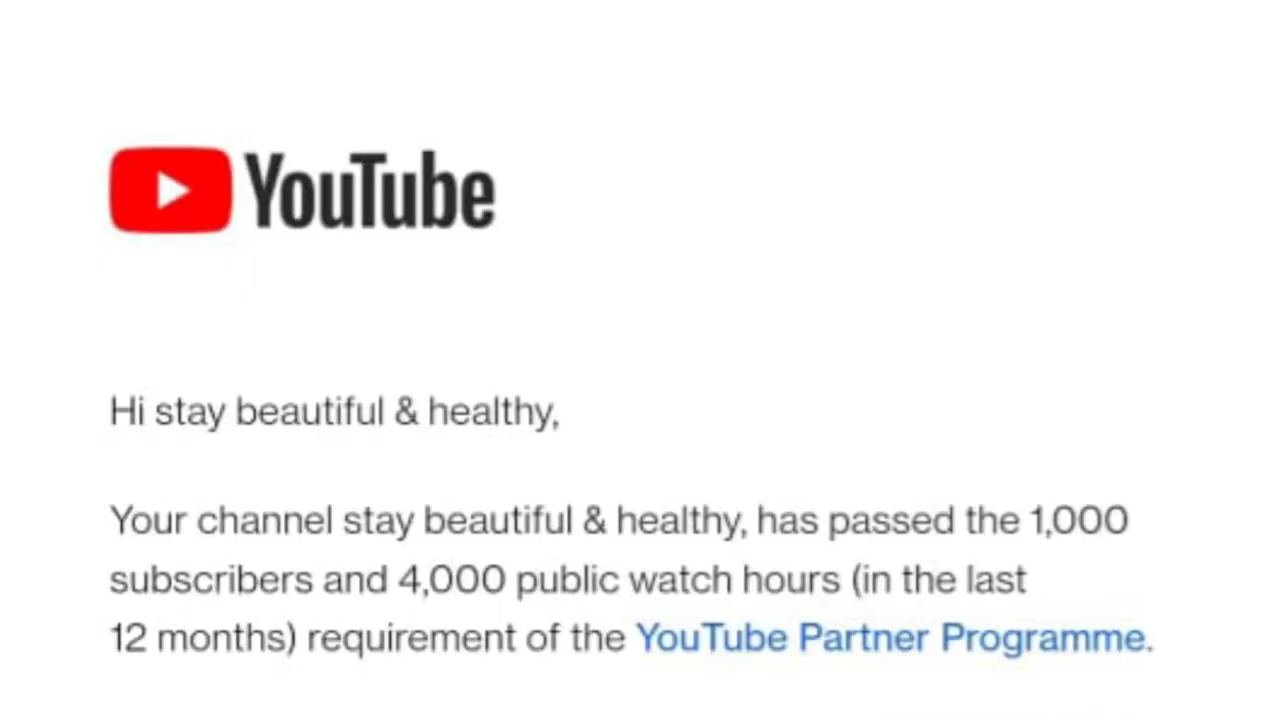 YouTube
Hi stay beautiful & healthy,
Your channel stay beautiful & healthy, has passed the 1,000
subscribers and 4,000 public watch hours (in the last
12 months) requirement of the YouTube Partner Programme.